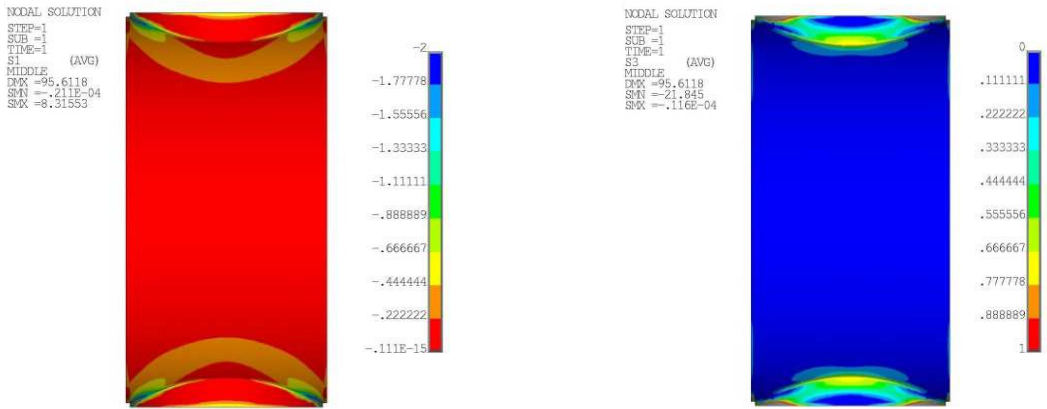 NODAL SOLUTION
STEP=1
SUB =1
TIME=1
S1 (AVG)
MIDDLE
DMX =95.6118
SMN =-.211E-04
SMX =8.31553
-2
-1.77778
-1.55556
-1.33333
-1.11111
-.888889
-.666667
-.444444
-.222222
-.111E-15
NODAL SOLUTION
STEP=1
SUB =1
TIME=1
S3 (AVG)
MIDDLE
DMX =95.6118
SMN =-21.845
SMX =-.116E-04
0
.111111
.222222
.333333
.444444
.555556
.666667
.777778
.888889
1